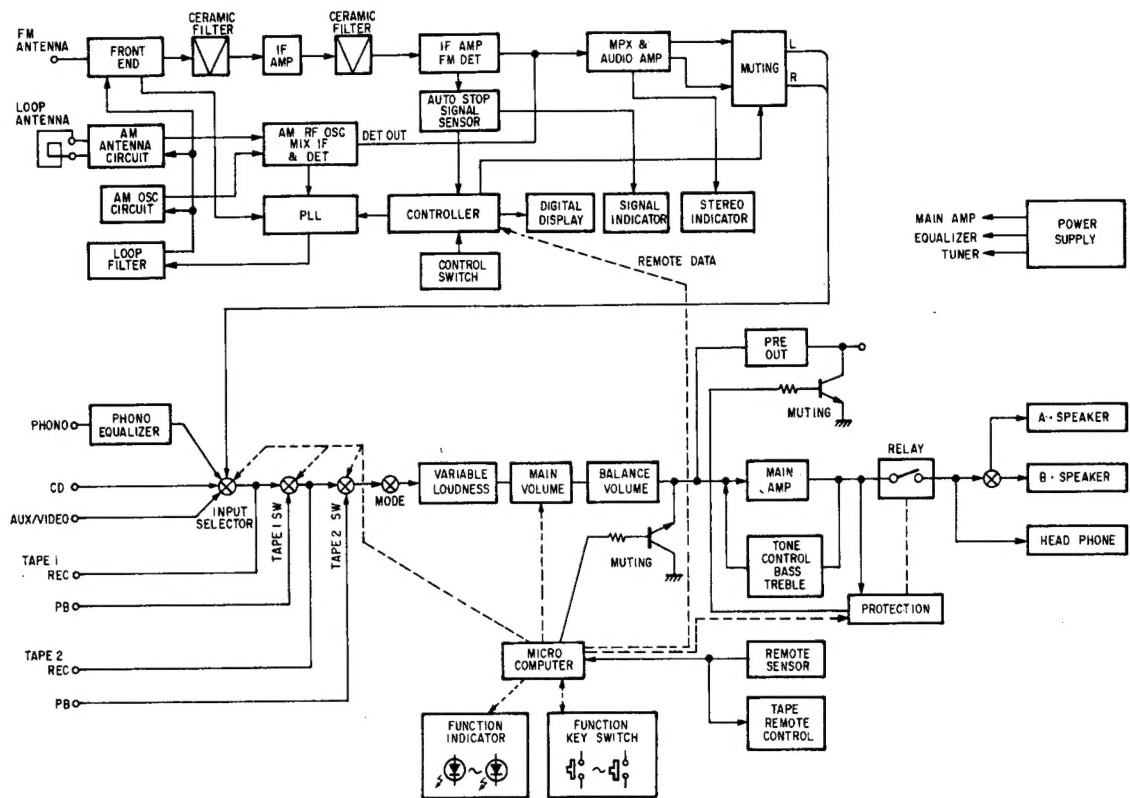 CERAMIC
FILTER
CERAMIC
FILTER
FM
ANTENNA
FRONT
END
IF
AMP
IF AMP
FM DET
MPX &
AUDIO AMP
MUTING
L
R
LOOP
ANTENNA
AM
ANTENNA
CIRCUIT
AM RF OSC
MIX IF
& DET
DET OUT
AUTO STOP
SIGNAL
SENSOR
AM OSC
CIRCUIT
PLL
CONTROLLER
DIGITAL
DISPLAY
SIGNAL
INDICATOR
STEREO
INDICATOR
LOOP
FILTER
CONTROL
SWITCH
REMOTE DATA
MAIN AMP
EQUALIZER
TUNER
POWER
SUPPLY
PRE
OUT
MUTING
PHONO
PHONO
EQUALIZER
CD
AUX/VIDEO
INPUT
SELECTOR
TAPE 1 SW
TAPE 2 SW
MODE
VARIABLE
LOUDNESS
MAIN
VOLUME
BALANCE
VOLUME
MUTING
MAIN
AMP
RELAY
A · SPEAKER
B · SPEAKER
HEAD PHONE
TONE
CONTROL
BASS
TREBLE
PROTECTION
TAPE 1
REC
PB
TAPE 2
REC
PB
MICRO
COMPUTER
REMOTE
SENSOR
TAPE
REMOTE
CONTROL
FUNCTION
INDICATOR
FUNCTION
KEY SWITCH